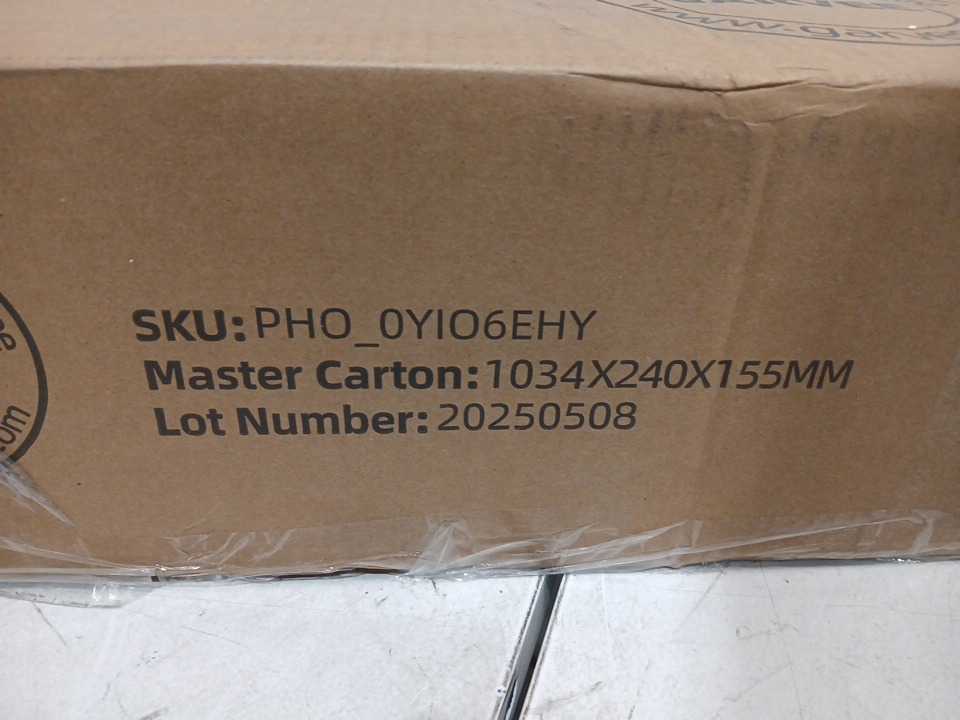 SKU: PHO_0YIO6EHY
Master Carton: 1034X240X155MM
Lot Number: 20250508